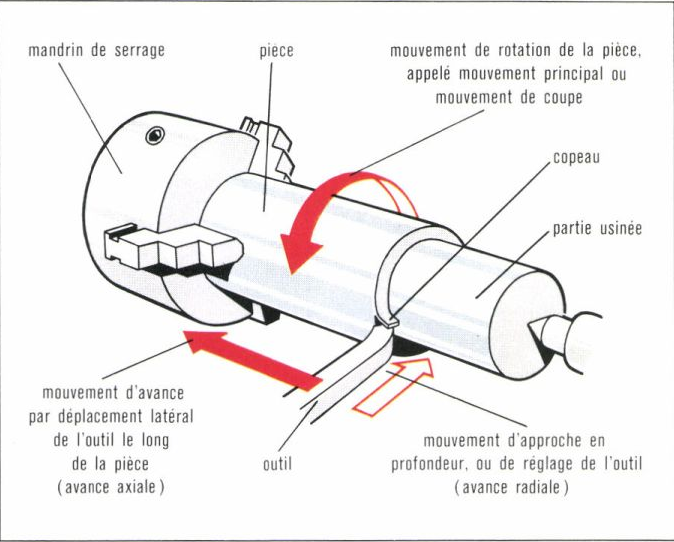 mandrin de serrage
pièce
mouvement de rotation de la pièce,
appelé mouvement principal ou
mouvement de coupe
copeau
partie usinée
mouvement d'avance
par déplacement latéral
de l'outil le long
de la pièce
(avance axiale)
outil
mouvement d'approche en
profondeur, ou de réglage de l'outil
(avance radiale)